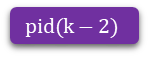 pid(k − 2)